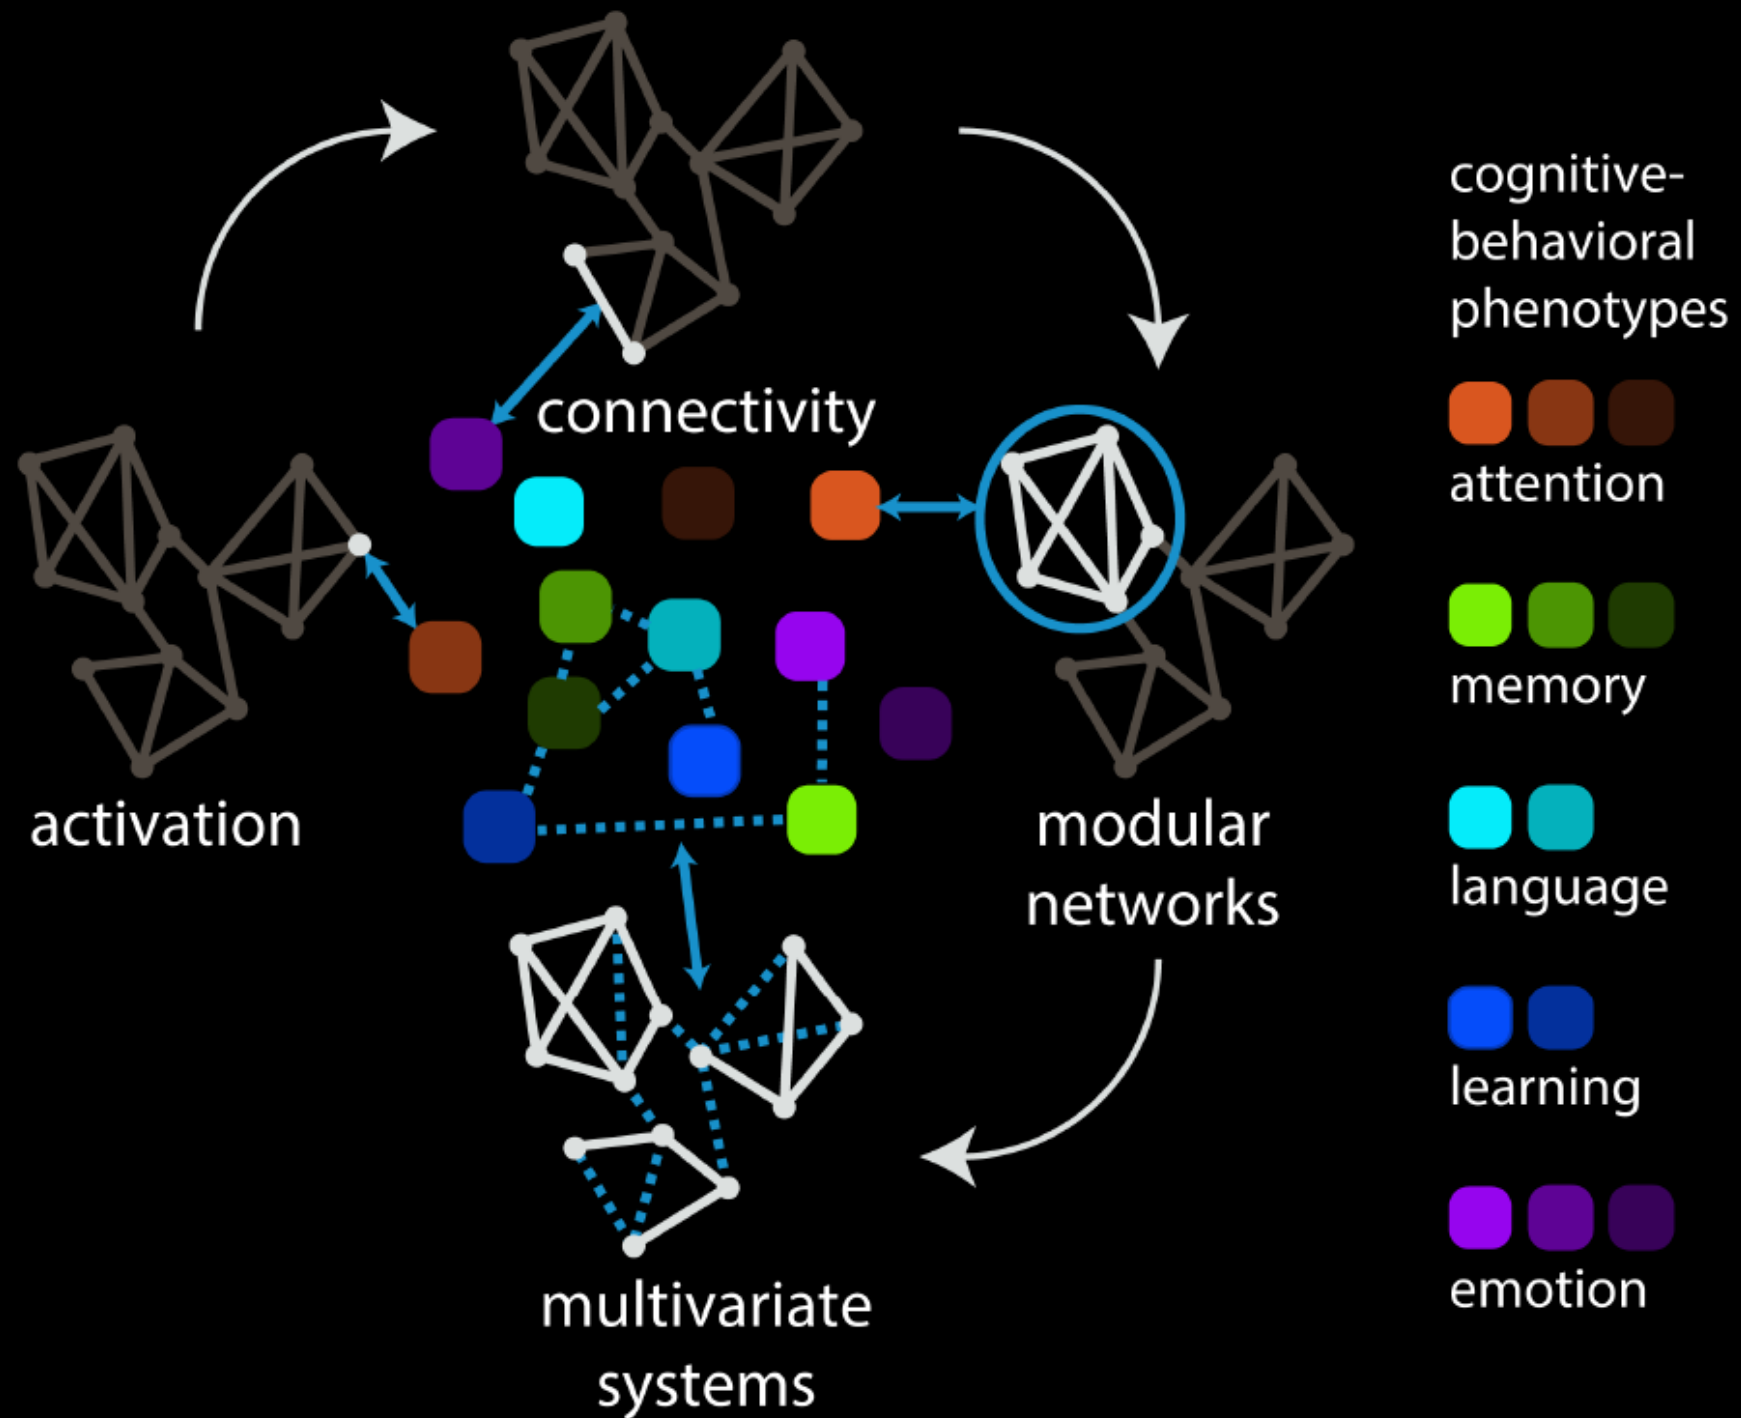 connectivity
activation
modular
networks
multivariate
systems
cognitive-
behavioral
phenotypes
attention
memory
language
learning
emotion